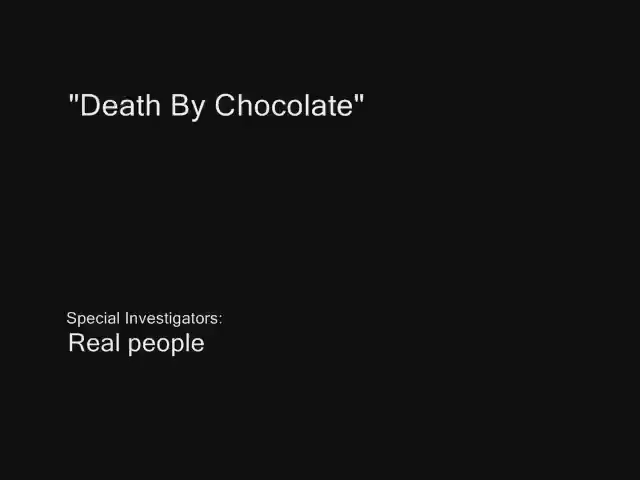 "Death By Chocolate"
Special Investigators:
Real people